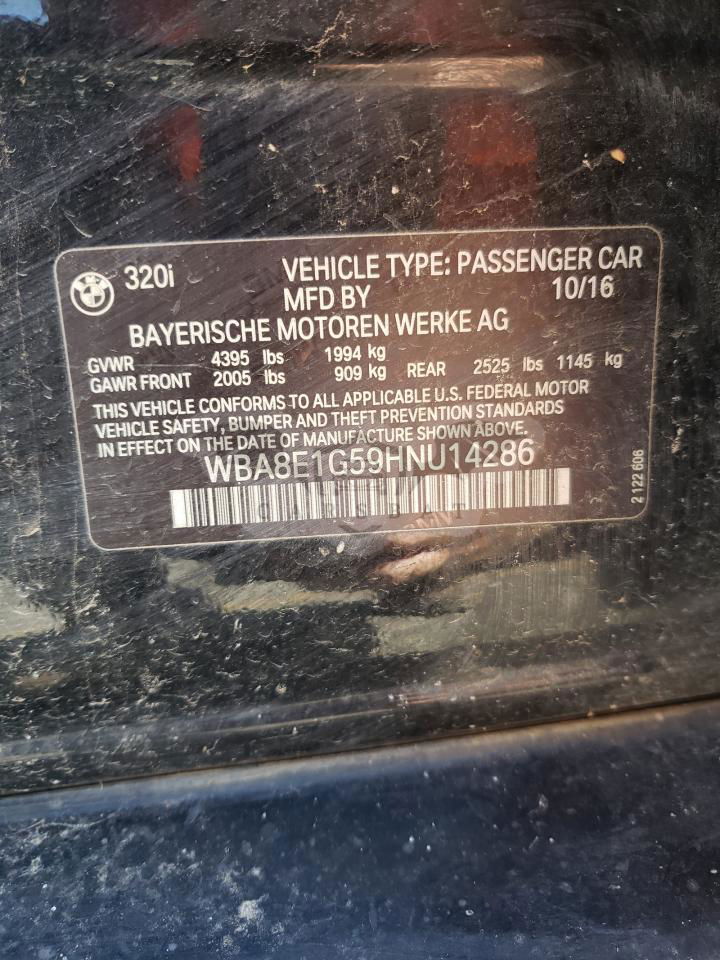 320i VEHICLE TYPE: PASSENGER CAR
MFD BY 10/16
BAYERISCHE MOTOREN WERKE AG
GVWR 4395 lbs 1994 kg
GAWR FRONT 2005 lbs 909 kg REAR 2525 lbs 1145 kg
THIS VEHICLE CONFORMS TO ALL APPLICABLE U.S. FEDERAL MOTOR
VEHICLE SAFETY, BUMPER AND THEFT PREVENTION STANDARDS
IN EFFECT ON THE DATE OF MANUFACTURE SHOWN ABOVE.
WBA8E1G59HNU14286
2 122 606